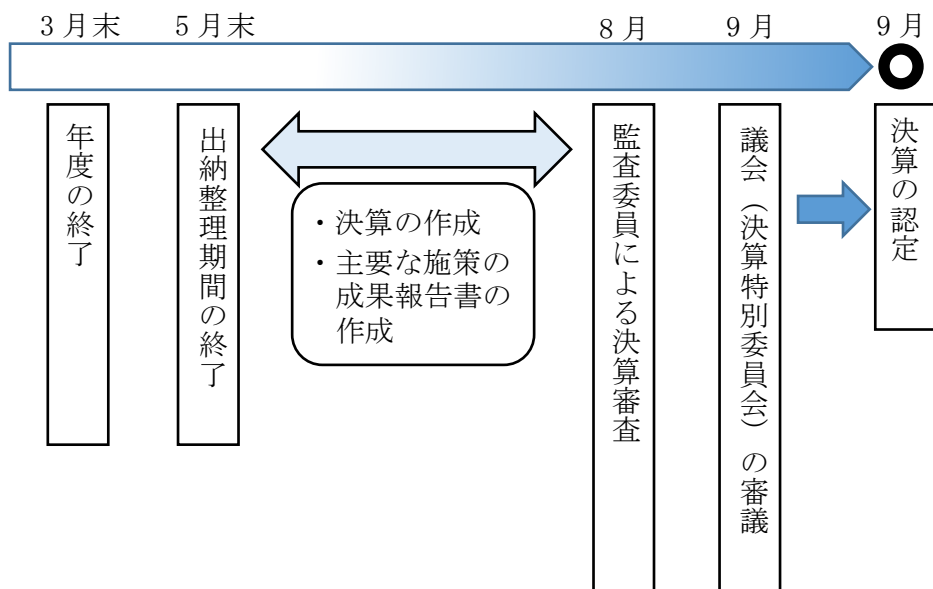 3月末
5月末
8月
9月
9月
年度の終了
出納整理期間の終了
・決算の作成
・主要な施策の
成果報告書の
作成
監査委員による決算審査
議会（決算特別委員会）の審議
決算の認定